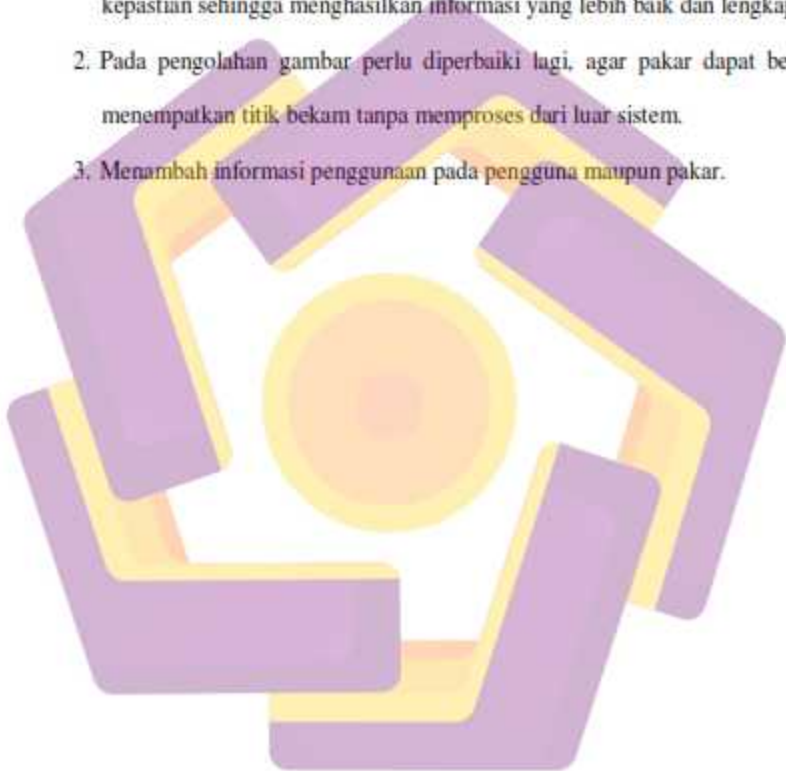 kepastian sehingga menghasilkan informasi yang lebih baik dan lengkap
2. Pada pengolahan gambar perlu diperbaiki lagi, agar pakar dapat be
menempatkan titik bekam tanpa memproses dari luar sistem.
3. Menambah informasi penggunaan pada pengguna maupun pakar.